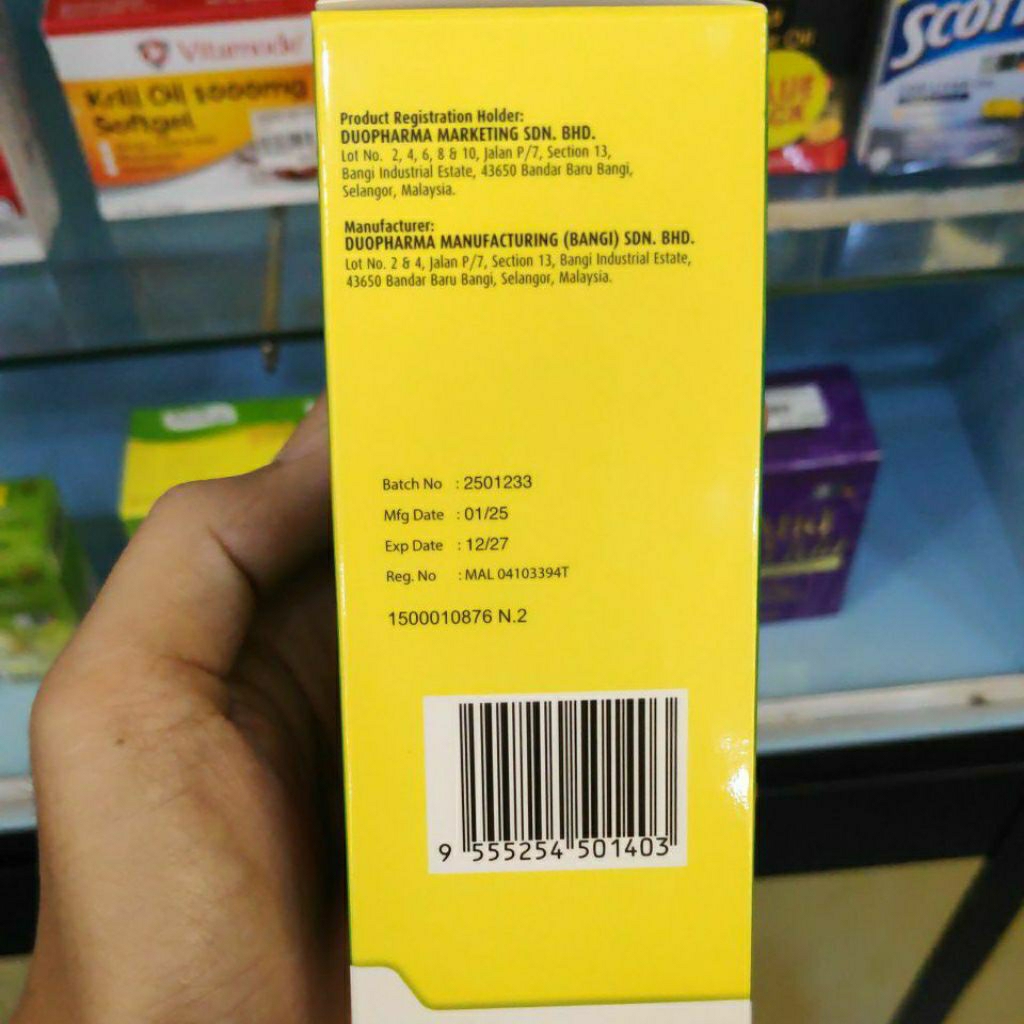 Vitamode
Krill Oil 1000mg
Softgel
Oil
SCOTT
Product Registration Holder:
DUOPHARMA MARKETING SDN. BHD.
Lot No. 2, 4, 6, 8 & 10, Jalan P/7, Section 13,
Bangi Industrial Estate, 43650 Bandar Baru Bangi,
Selangor, Malaysia.
Manufacturer:
DUOPHARMA MANUFACTURING (BANGI) SDN. BHD.
Lot No. 2 & 4, Jalan P/7, Section 13, Bangi Industrial Estate,
43650 Bandar Baru Bangi, Selangor, Malaysia.
Batch No : 2501233
Mfg Date : 01/25
Exp Date : 12/27
Reg. No : MAL 04103394T
1500010876 N.2
9 555254 501403